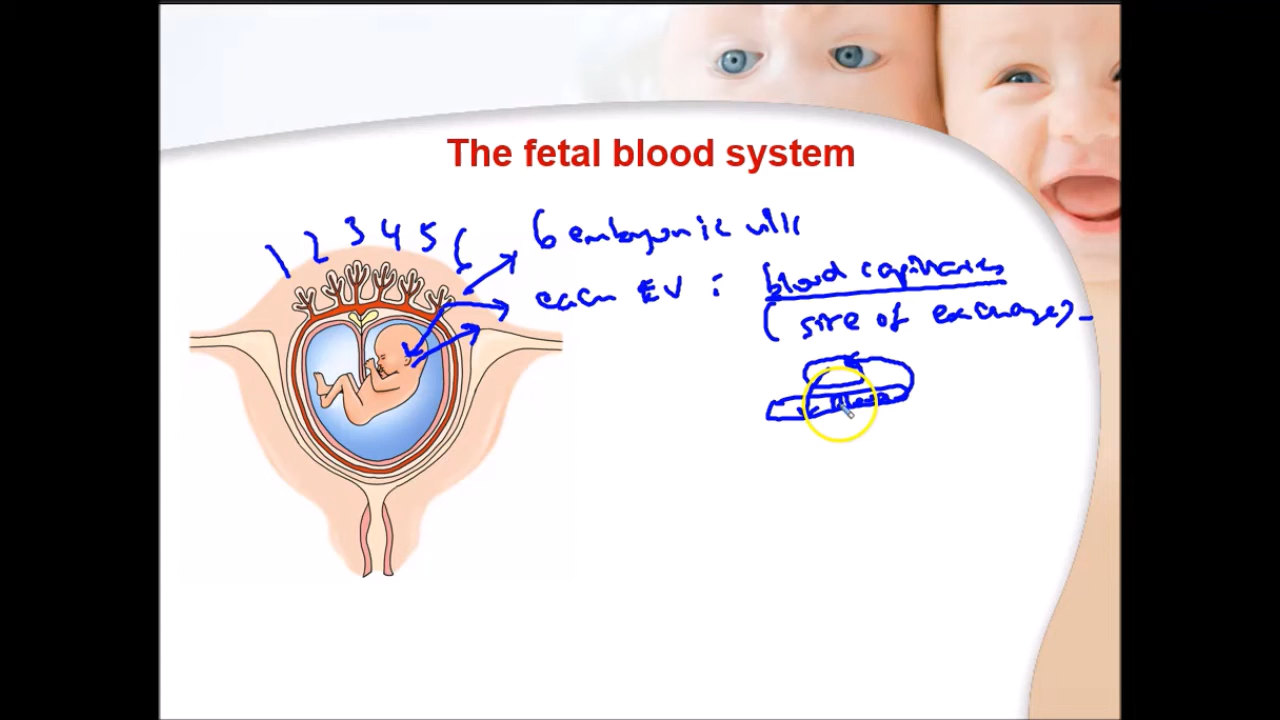 The fetal blood system
1 2 3 4 5 6
6 embryonic villi
each EV : blood capillaries
(site of exchange)